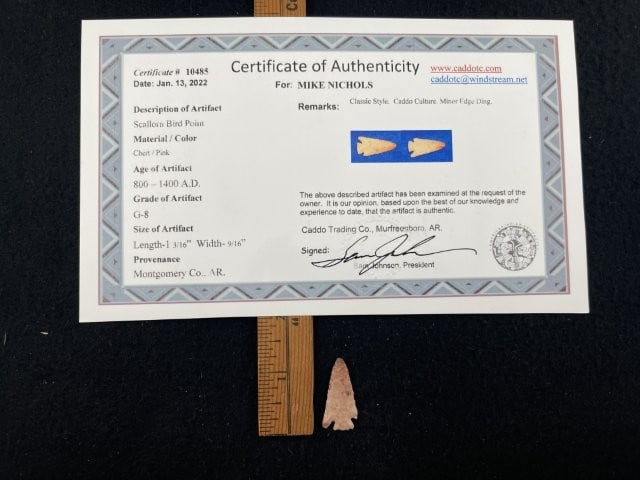 Certificate # 10485
Date: Jan. 13, 2022
Certificate of Authenticity
For: MIKE NICHOLS
www.caddotc.com
caddotc@windstream.net
Description of Artifact
Scallorn Bird Point
Material / Color
Chert / Pink
Age of Artifact
800 – 1400 A.D.
Grade of Artifact
G-8
Size of Artifact
Length-1 3/16" Width- 9/16"
Provenance
Montgomery Co., AR.
Remarks: Classic Style. Caddo Culture. Minor Edge Ding.
The above described artifact has been examined at the request of the
owner. It is our opinion, based upon the best of our knowledge and
experience to date, that the artifact is authentic.
Caddo Trading Co., Murfreesboro, AR.
Signed:
Sam Johnson, President